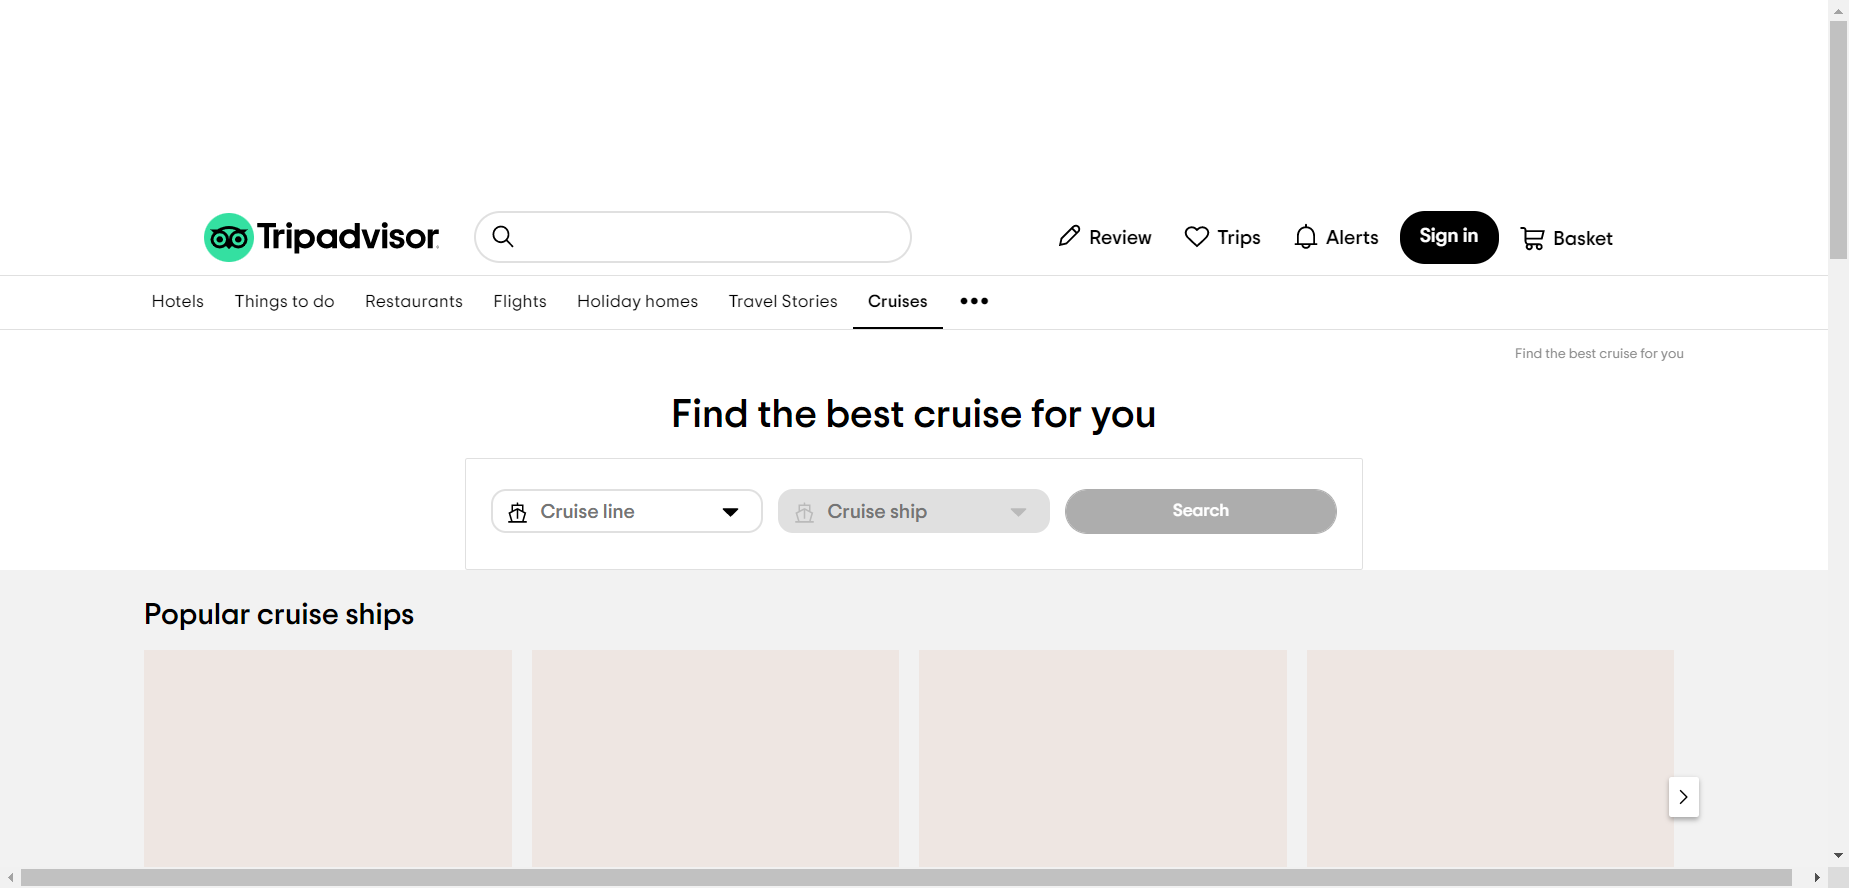 Tripadvisor
Review
Trips
Alerts
Sign in
Basket
Hotels
Things to do
Restaurants
Flights
Holiday homes
Travel Stories
Cruises
Find the best cruise for you
Find the best cruise for you
Cruise line
Cruise ship
Search
Popular cruise ships